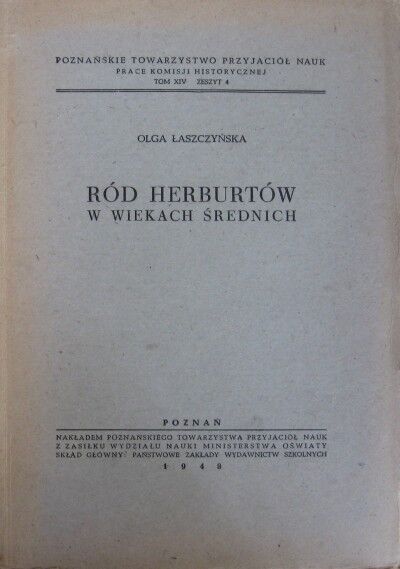 POZNAŃSKIE TOWARZYSTWO PRZYJACIÓŁ NAUK
PRACE KOMISJI HISTORYCZNEJ
TOM XIV ZESZYT 4
OLGA ŁASZCZYŃSKA
RÓD HERBURTÓW
W WIEKACH ŚREDNICH
POZNAŃ
NAKŁADEM POZNAŃSKIEGO TOWARZYSTWA PRZYJACIÓŁ NAUK
Z ZASIŁKU WYDZIAŁU NAUKI MINISTERSTWA OŚWIATY
SKŁAD GŁÓWNY: PAŃSTWOWE ZAKŁADY WYDAWNICTW SZKOLNYCH
1948